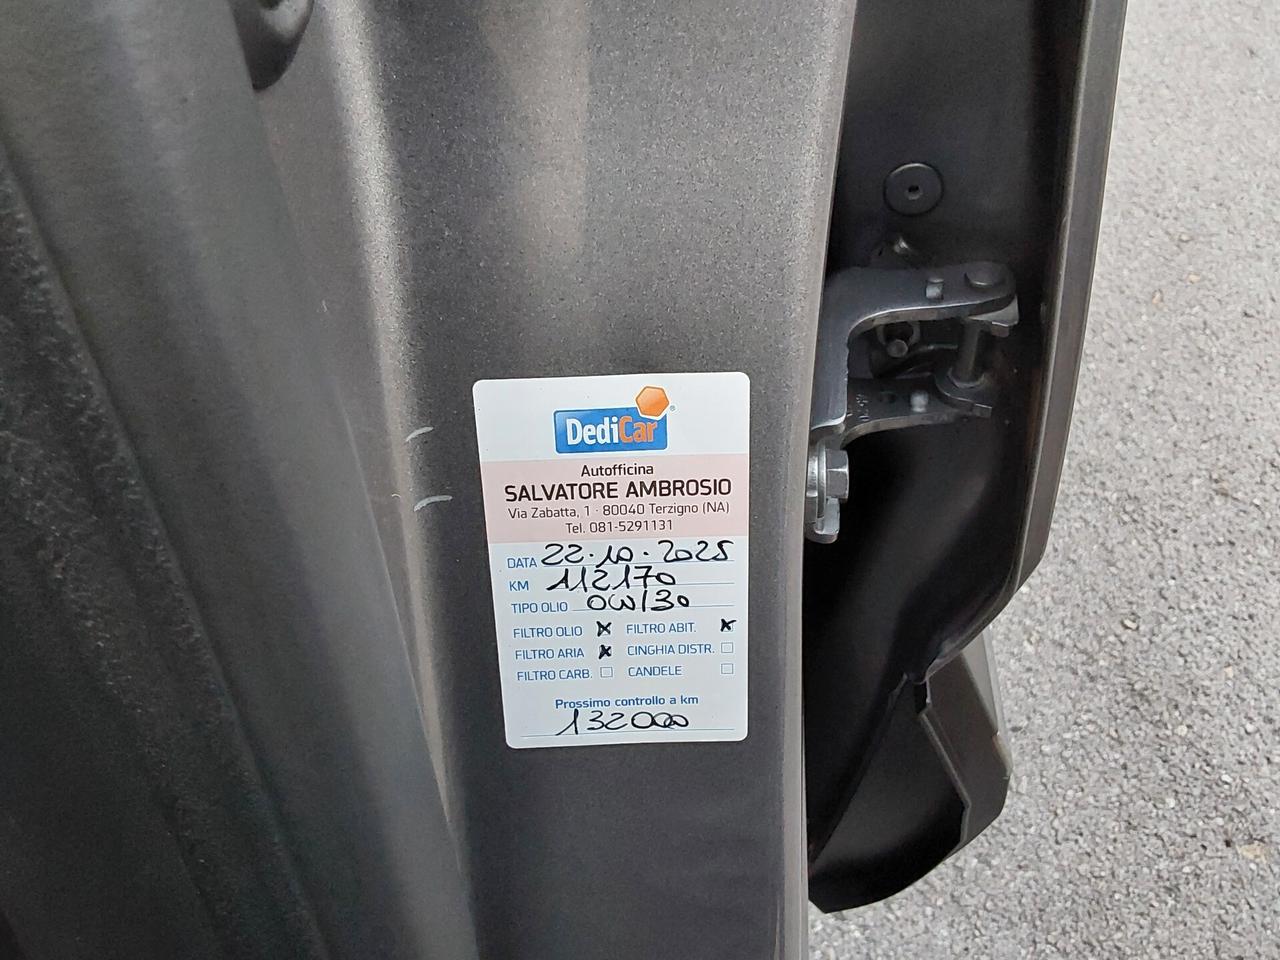 DediCar®
Autofficina
SALVATORE AMBROSIO
Via Zabatta, 1 · 80040 Terzigno (NA)
Tel. 081-5291131
DATA 22·10·2025
KM 112170
TIPO OLIO 0W/30
FILTRO OLIO X FILTRO ABIT. X
FILTRO ARIA X CINGHIA DISTR. ☐
FILTRO CARB. ☐ CANDELE ☐
Prossimo controllo a km
132000